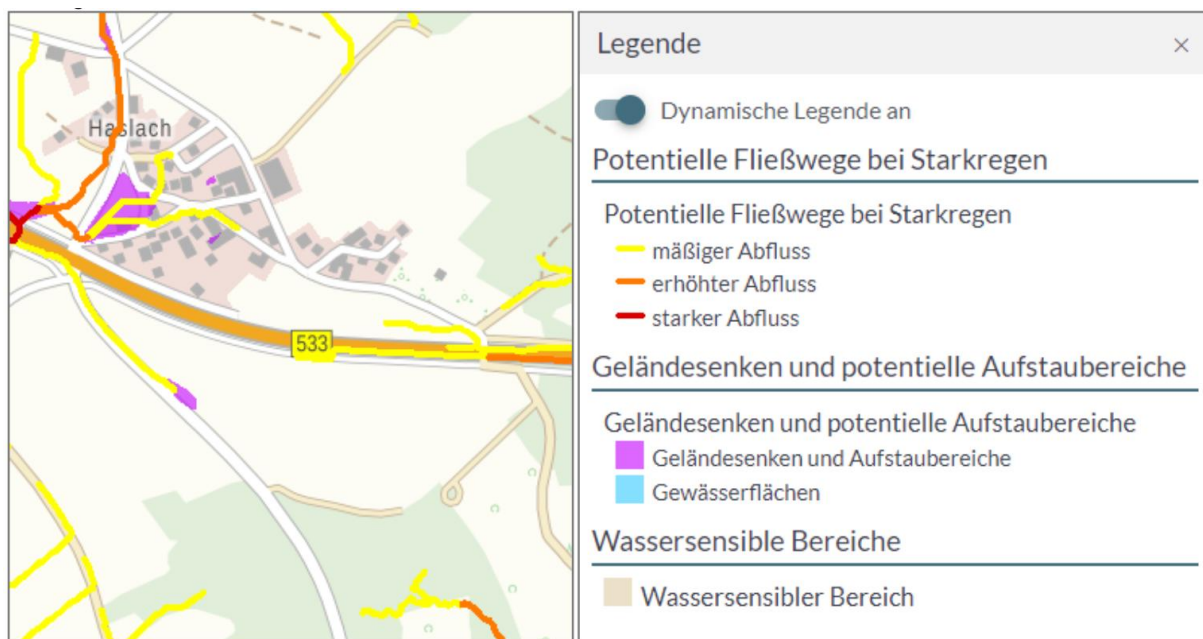 Haslach
533
Legende
Dynamische Legende an
Potentielle Fließwege bei Starkregen
Potentielle Fließwege bei Starkregen
mäßiger Abfluss
erhöhter Abfluss
starker Abfluss
Geländesenken und potentielle Aufstaubereiche
Geländesenken und potentielle Aufstaubereiche
Geländesenken und Aufstaubereiche
Gewässerflächen
Wassersensible Bereiche
Wassersensibler Bereich